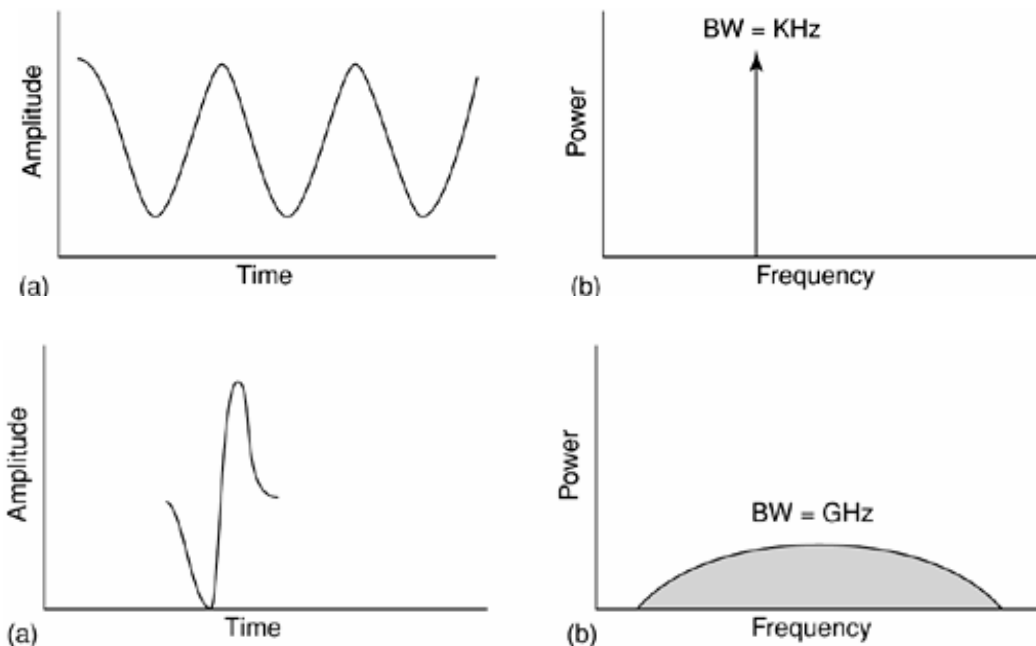 Amplitude
Time
(a)
BW = KHz
Power
Frequency
(b)
Amplitude
Time
(a)
BW = GHz
Power
Frequency
(b)